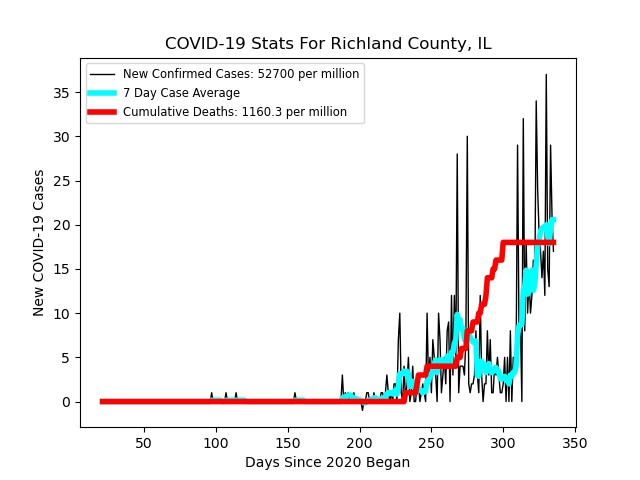 COVID-19 Stats For Richland County, IL
New Confirmed Cases: 52700 per million
7 Day Case Average
Cumulative Deaths: 1160.3 per million
New COVID-19 Cases
35
30
25
20
15
10
5
0
50
100
150
200
250
300
350
Days Since 2020 Began